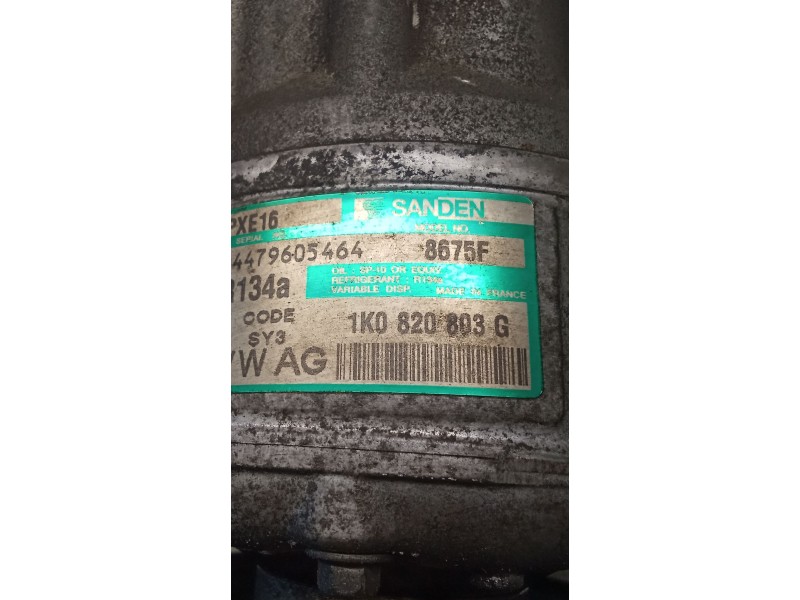 PXE16 SANDEN
SERIAL NO. MODEL NO.
4479605464 8675F
OIL : SP-10 OR EQUIV.
R134a REFRIGERANT : R134a
VARIABLE DISP. MADE IN FRANCE
CODE 1K0 820 803 G
SY3
VW AG